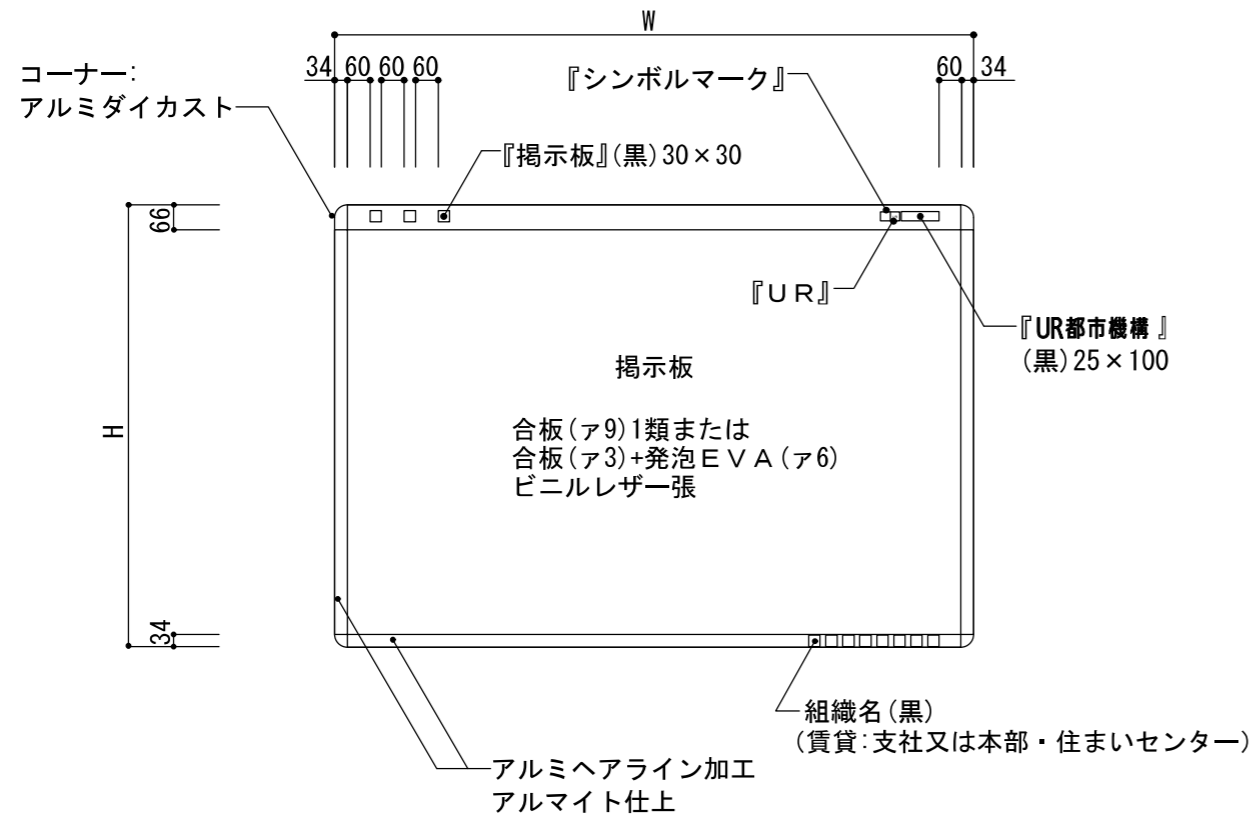 W
34 60 60 60
60 34
コーナー:
アルミダイカスト
『シンボルマーク』
『掲示板』(黒)30×30
66
『UR』
『UR都市機構』
(黒)25×100
H
掲示板
合板(ァ9)1類または
合板(ァ3)+発泡EVA(ァ6)
ビニルレザー張
34
組織名(黒)
(賃貸:支社又は本部・住まいセンター)
アルミヘアライン加工
アルマイト仕上